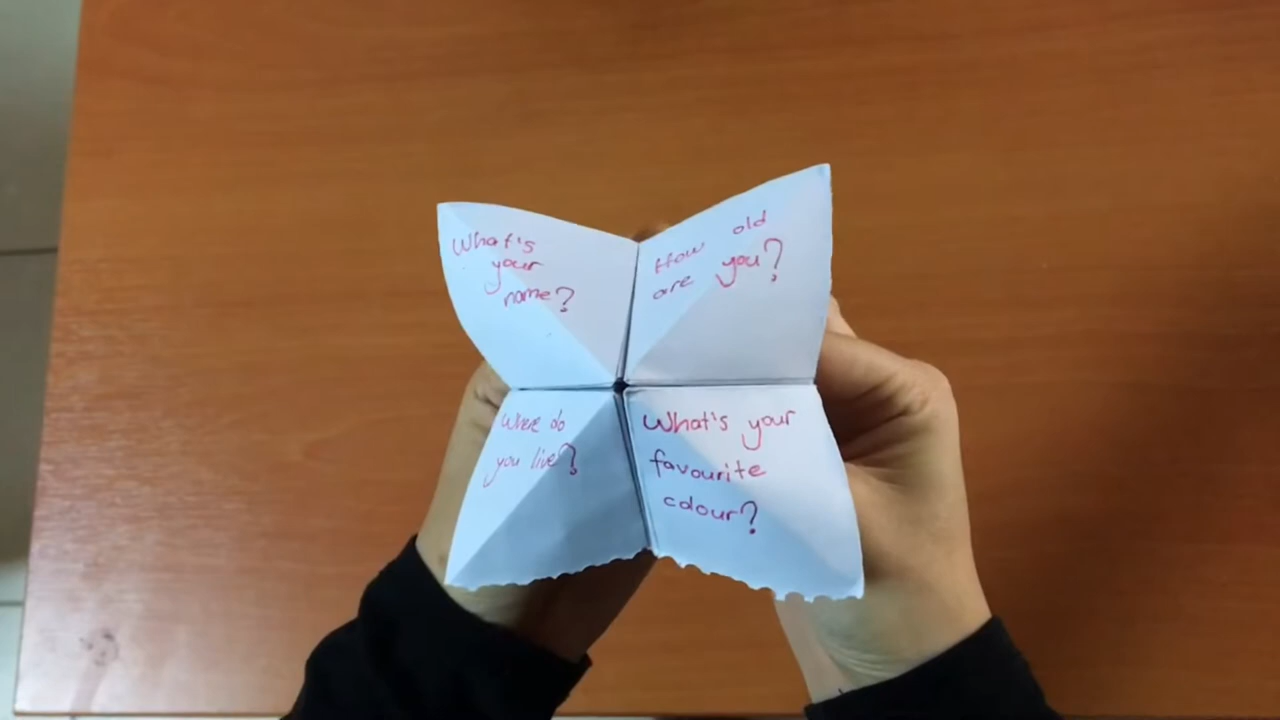 What's
your
name?
How old
are you?
Where do
you live?
What's your
favourite
colour?